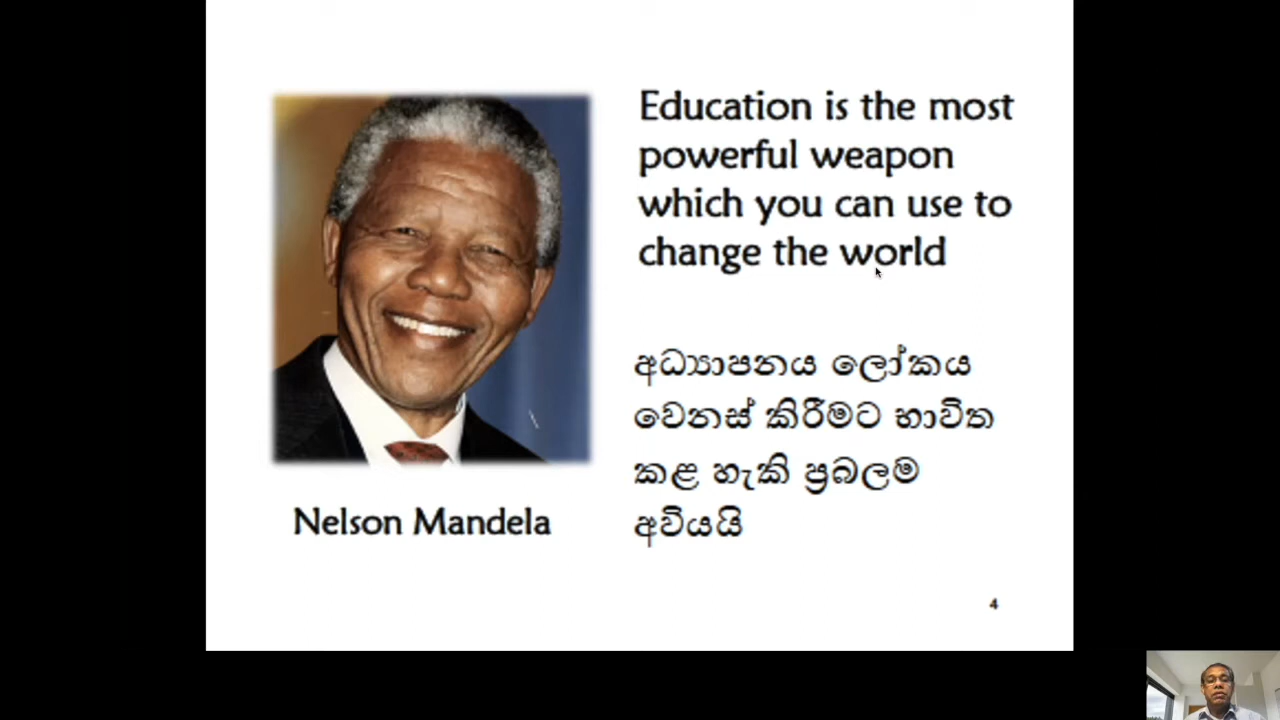 Education is the most
powerful weapon
which you can use to
change the world
අධ්‍යාපනය ලෝකය
වෙනස් කිරීමට භාවිත
කළ හැකි ප්‍රබලම
අවියයි
Nelson Mandela
4